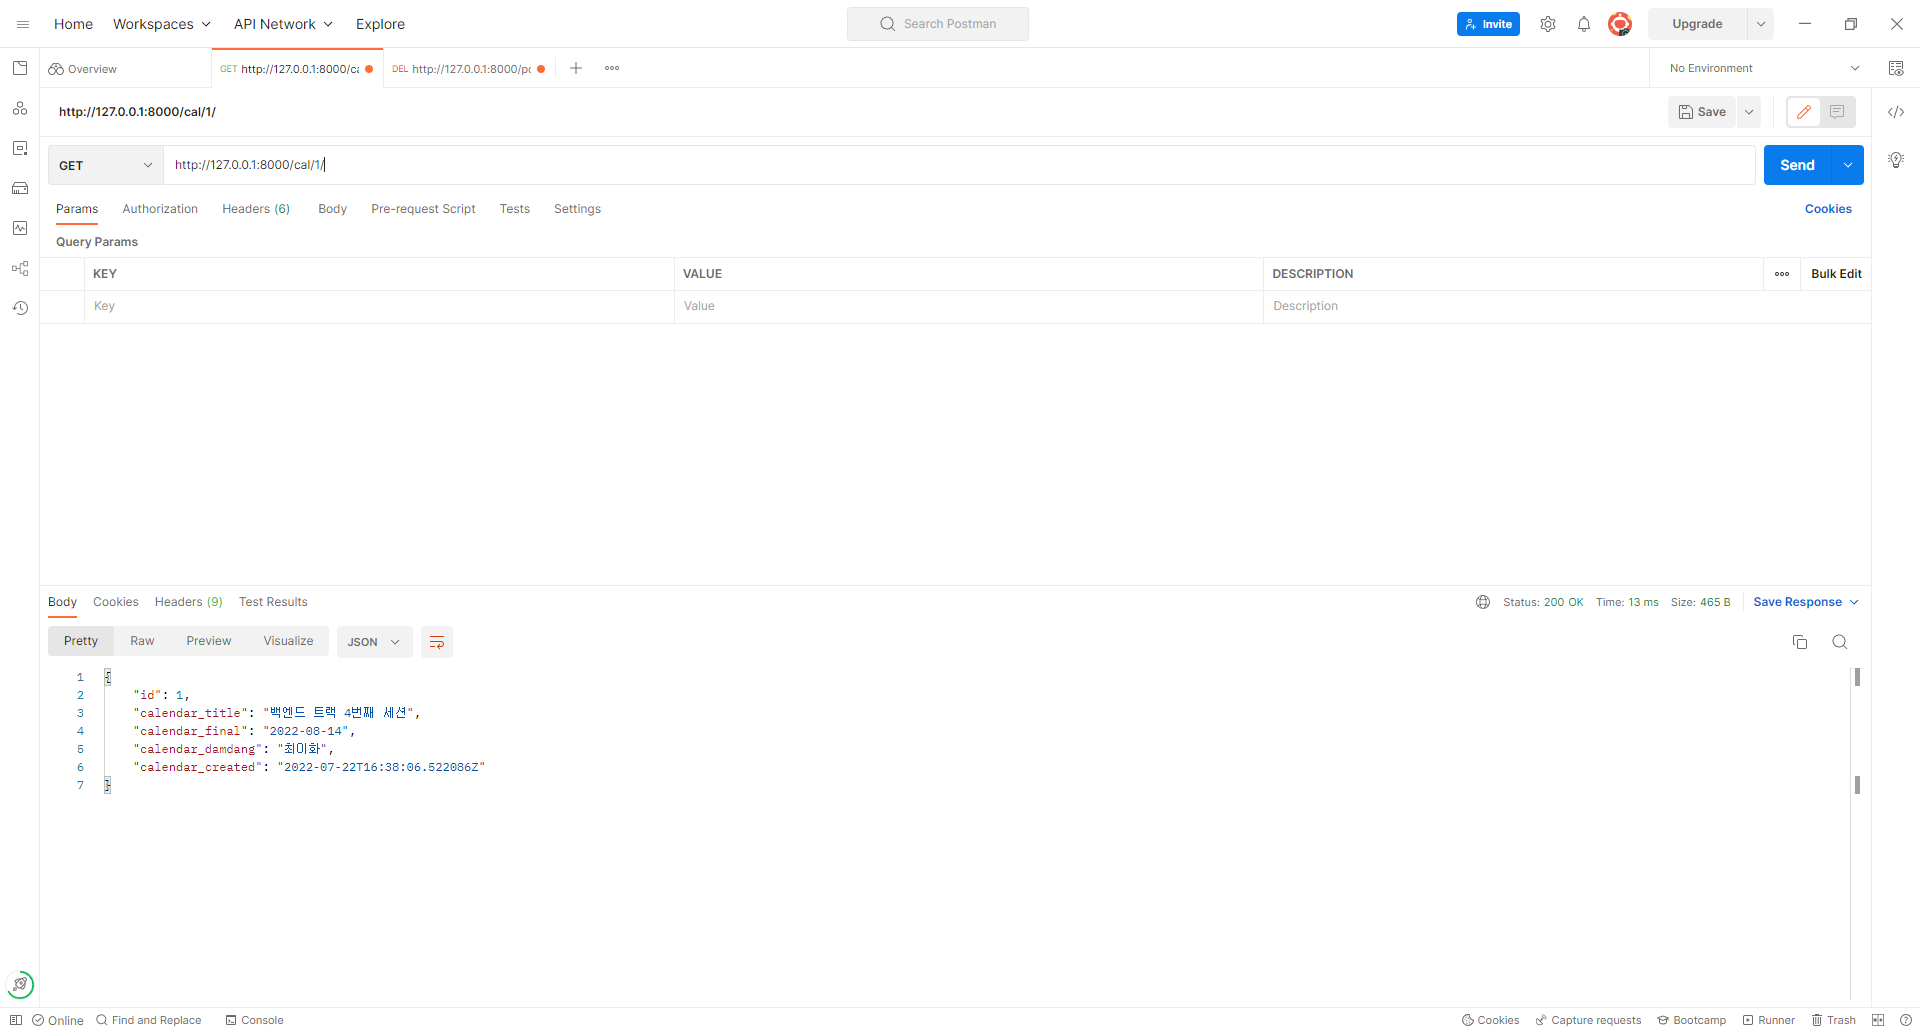 Home Workspaces API Network Explore Search Postman Invite Upgrade
Overview GET http://127.0.0.1:8000/ca DEL http://127.0.0.1:8000/po No Environment
http://127.0.0.1:8000/cal/1/ Save
GET http://127.0.0.1:8000/cal/1/ Send
Params Authorization Headers (6) Body Pre-request Script Tests Settings Cookies
Query Params
KEY VALUE DESCRIPTION Bulk Edit
Key Value Description
Body Cookies Headers (9) Test Results Status: 200 OK Time: 13 ms Size: 465 B Save Response
Pretty Raw Preview Visualize JSON
1 {
2 "id": 1,
3 "calendar_title": "백엔드 트랙 4번째 세션",
4 "calendar_final": "2022-08-14",
5 "calendar_damdang": "최이화",
6 "calendar_created": "2022-07-22T16:38:06.522086Z"
7 }
Online Find and Replace Console Cookies Capture requests Bootcamp Runner Trash